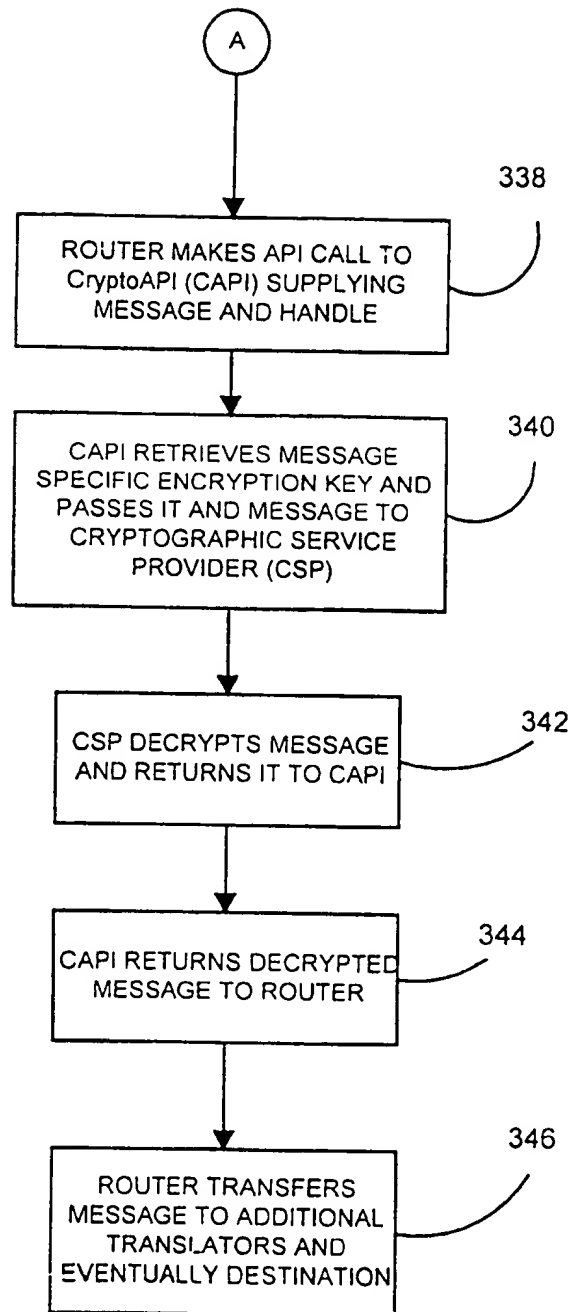 A
338
ROUTER MAKES API CALL TO
CryptoAPI (CAPI) SUPPLYING
MESSAGE AND HANDLE
340
CAPI RETRIEVES MESSAGE
SPECIFIC ENCRYPTION KEY AND
PASSES IT AND MESSAGE TO
CRYPTOGRAPHIC SERVICE
PROVIDER (CSP)
342
CSP DECRYPTS MESSAGE
AND RETURNS IT TO CAPI
344
CAPI RETURNS DECRYPTED
MESSAGE TO ROUTER
346
ROUTER TRANSFERS
MESSAGE TO ADDITIONAL
TRANSLATORS AND
EVENTUALLY DESTINATION